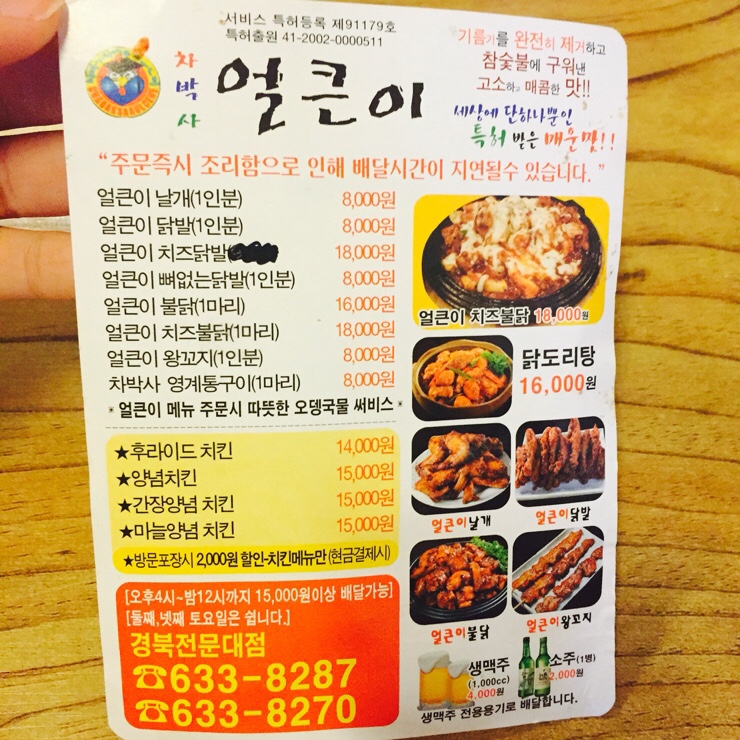 서비스 특허등록 제91179호
특허출원 41-2002-0000511
차박사
얼큰이
기름기를 완전히 제거하고
참숯불에 구워낸
고소하고 매콤한 맛!!
세상에 단하나뿐인
특허 받은 매운맛!!
"주문즉시 조리함으로 인해 배달시간이 지연될수 있습니다."
얼큰이 날개(1인분) 8,000원
얼큰이 닭발(1인분) 8,000원
얼큰이 치즈닭발 18,000원
얼큰이 뼈없는닭발(1인분) 8,000원
얼큰이 불닭(1마리) 16,000원
얼큰이 치즈불닭(1마리) 18,000원
얼큰이 왕꼬지(1인분) 8,000원
차박사 영계통구이(1마리) 8,000원
▪얼큰이 메뉴 주문시 따뜻한 오뎅국물 써비스▪
★후라이드 치킨 14,000원
★양념치킨 15,000원
★간장양념 치킨 15,000원
★마늘양념 치킨 15,000원
★방문포장시 2,000원 할인-치킨메뉴만(현금결제시)
[오후4시~밤12시까지 15,000원이상 배달가능]
[둘째,넷째 토요일은 쉽니다.]
경북전문대점
☎633-8287
☎633-8270
얼큰이 치즈불닭 18,000원
닭도리탕
16,000원
얼큰이날개
얼큰이닭발
얼큰이불닭
얼큰이왕꼬지
생맥주
(1,000cc)
4,000원
소주(1병)
2,000원
생맥주 전용용기로 배달합니다.